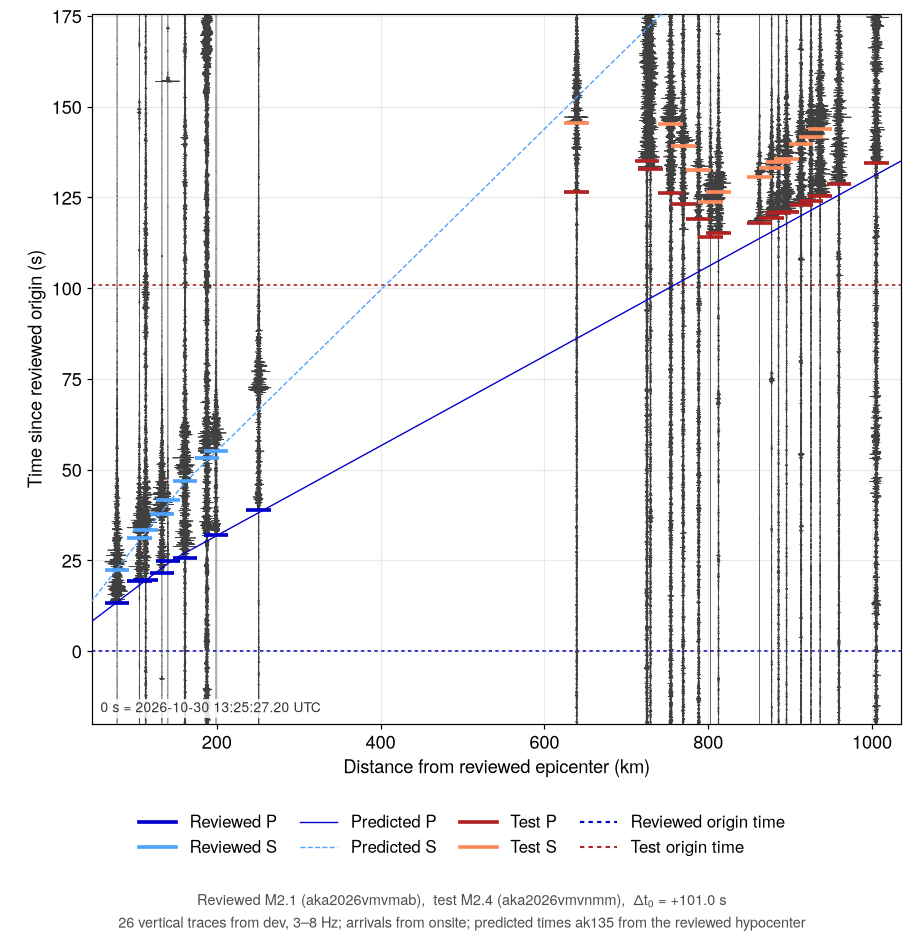 175
150
125
100
75
50
25
0
Time since reviewed origin (s)
0 s = 2026-10-30 13:25:27.20 UTC
200 400 600 800 1000
Distance from reviewed epicenter (km)
Reviewed P Predicted P Test P Reviewed origin time
Reviewed S Predicted S Test S Test origin time
Reviewed M2.1 (aka2026vmvmab), test M2.4 (aka2026vmvnmm), Δt₀ = +101.0 s
26 vertical traces from dev, 3–8 Hz; arrivals from onsite; predicted times ak135 from the reviewed hypocenter